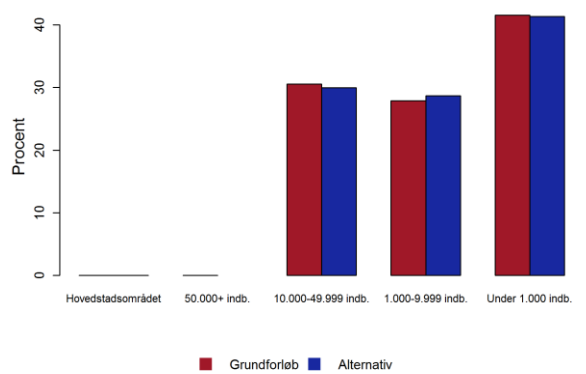 40
30
20
10
0
Procent
Hovedstadsområdet 50.000+ indb. 10.000-49.999 indb. 1.000-9.999 indb. Under 1.000 indb.
Grundforløb Alternativ